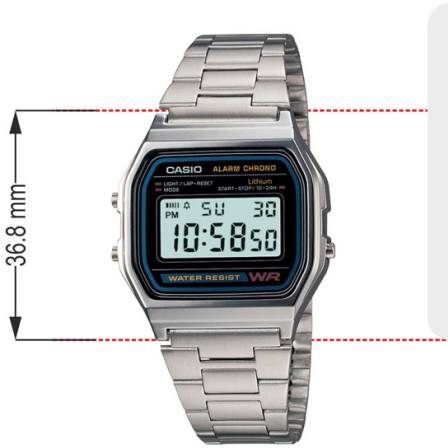 36.8 mm
CASIO ALARM CHRONO
LIGHT / LAP•RESET Lithium
MODE START•STOP / 12•24H
SU 30
PM 10:58 50
WATER RESIST WR